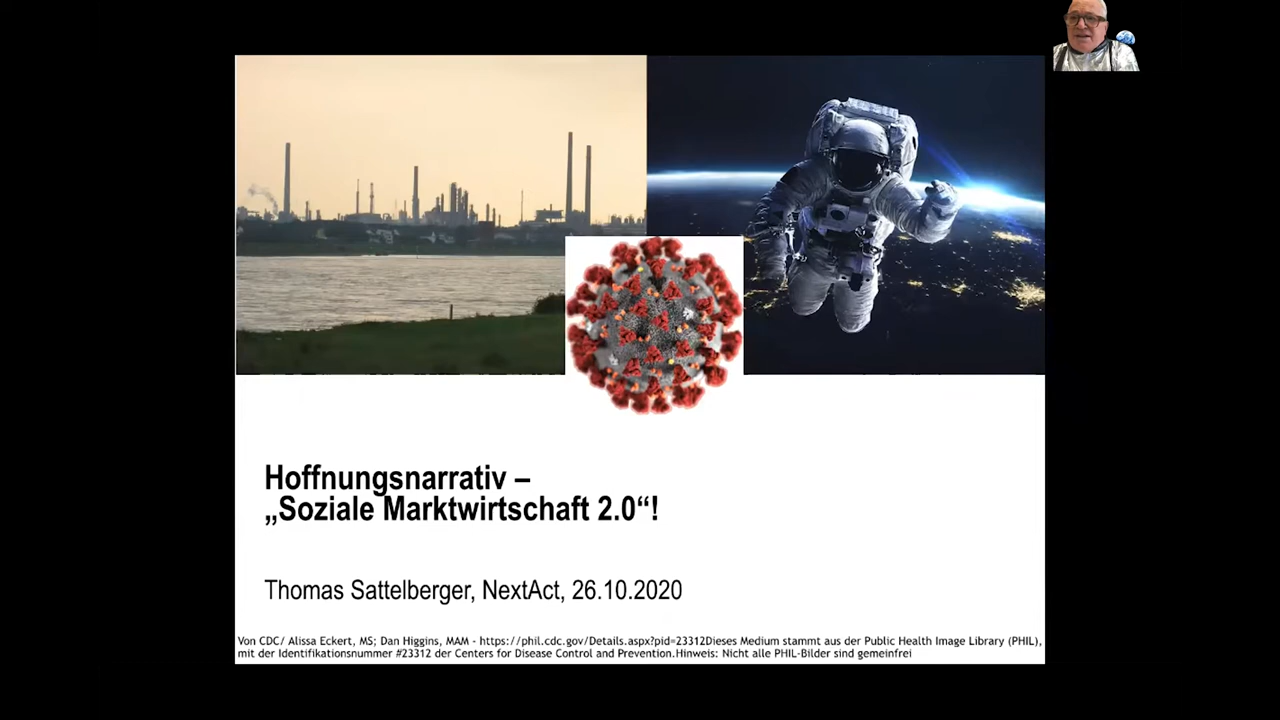 Hoffnungsnarrativ –
„Soziale Marktwirtschaft 2.0“!
Thomas Sattelberger, NextAct, 26.10.2020
Von CDC/ Alissa Eckert, MS; Dan Higgins, MAM - https://phil.cdc.gov/Details.aspx?pid=23312Dieses Medium stammt aus der Public Health Image Library (PHIL),
mit der Identifikationsnummer #23312 der Centers for Disease Control and Prevention.Hinweis: Nicht alle PHIL-Bilder sind gemeinfrei